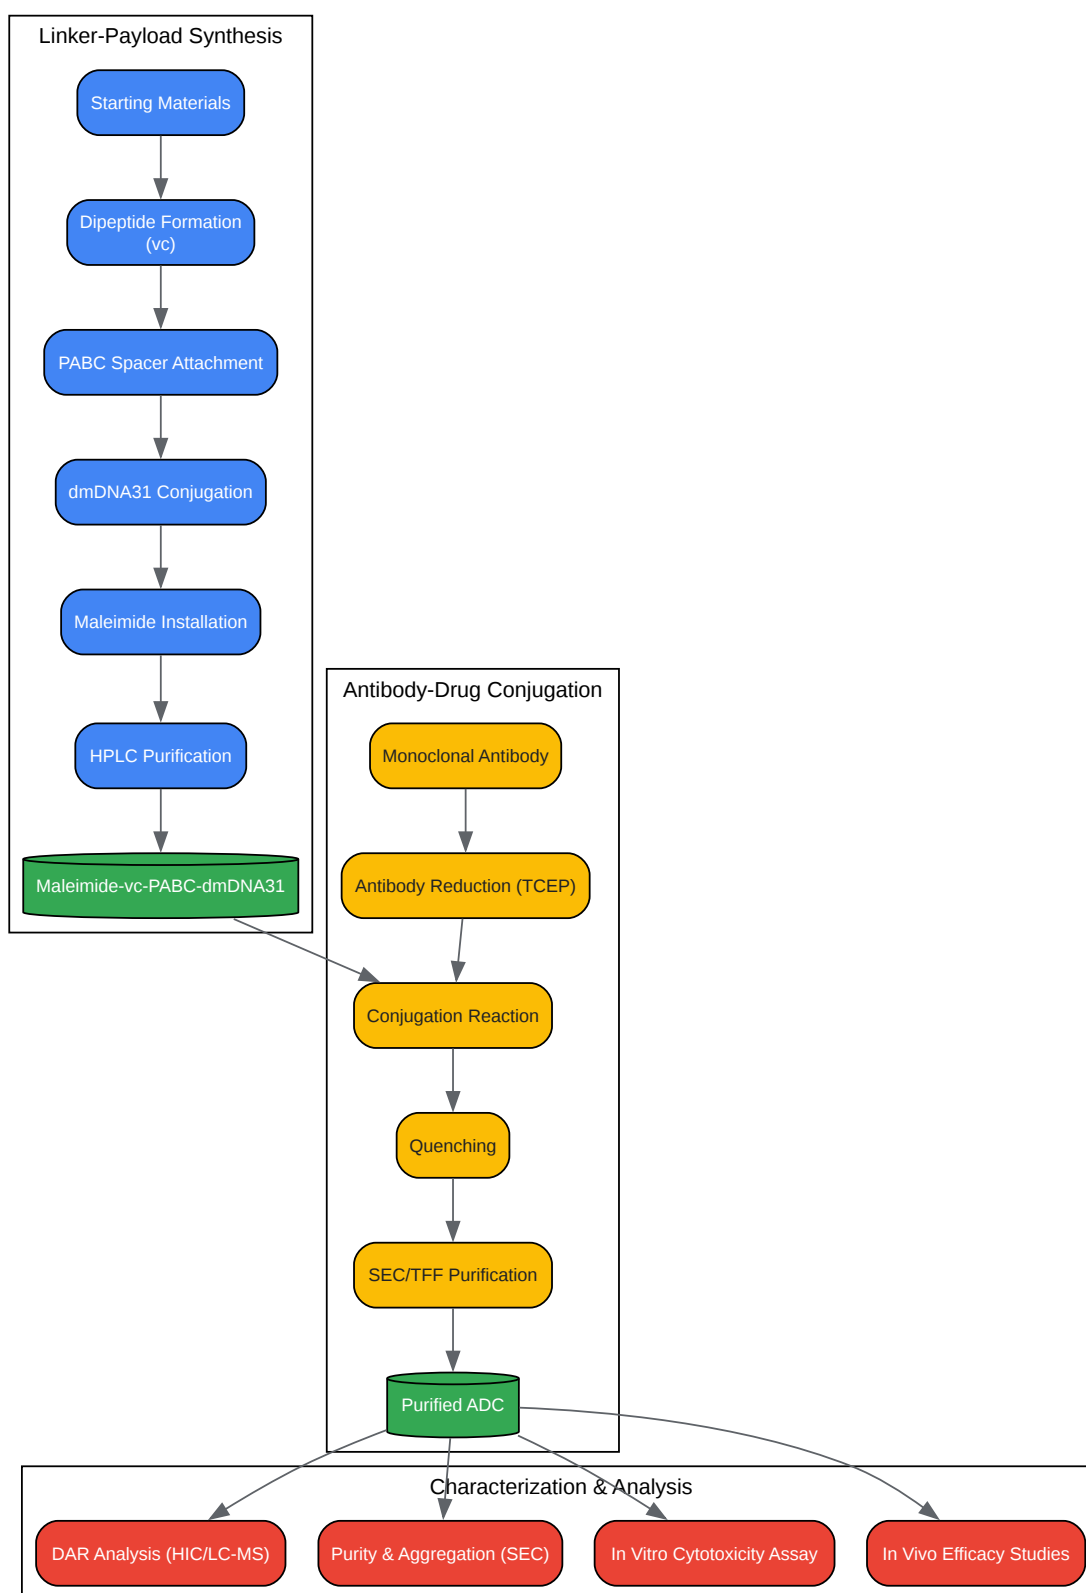 Linker-Payload Synthesis
Starting Materials
Dipeptide Formation
(vc)
PABC Spacer Attachment
dmDNA31 Conjugation
Maleimide Installation
HPLC Purification
Maleimide-vc-PABC-dmDNA31
Antibody-Drug Conjugation
Monoclonal Antibody
Antibody Reduction (TCEP)
Conjugation Reaction
Quenching
SEC/TFF Purification
Purified ADC
Characterization & Analysis
DAR Analysis (HIC/LC-MS)
Purity & Aggregation (SEC)
In Vitro Cytotoxicity Assay
In Vivo Efficacy Studies